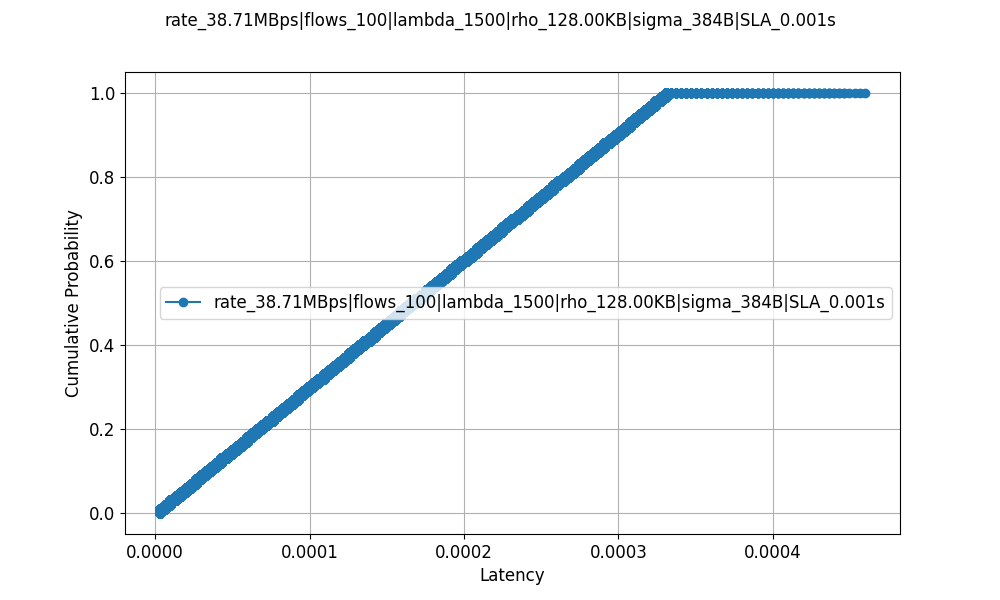 rate_38.71MBps|flows_100|lambda_1500|rho_128.00KB|sigma_384B|SLA_0.001s
1.0
0.8
0.6
0.4
0.2
0.0
Cumulative Probability
rate_38.71MBps|flows_100|lambda_1500|rho_128.00KB|sigma_384B|SLA_0.001s
0.0000 0.0001 0.0002 0.0003 0.0004
Latency